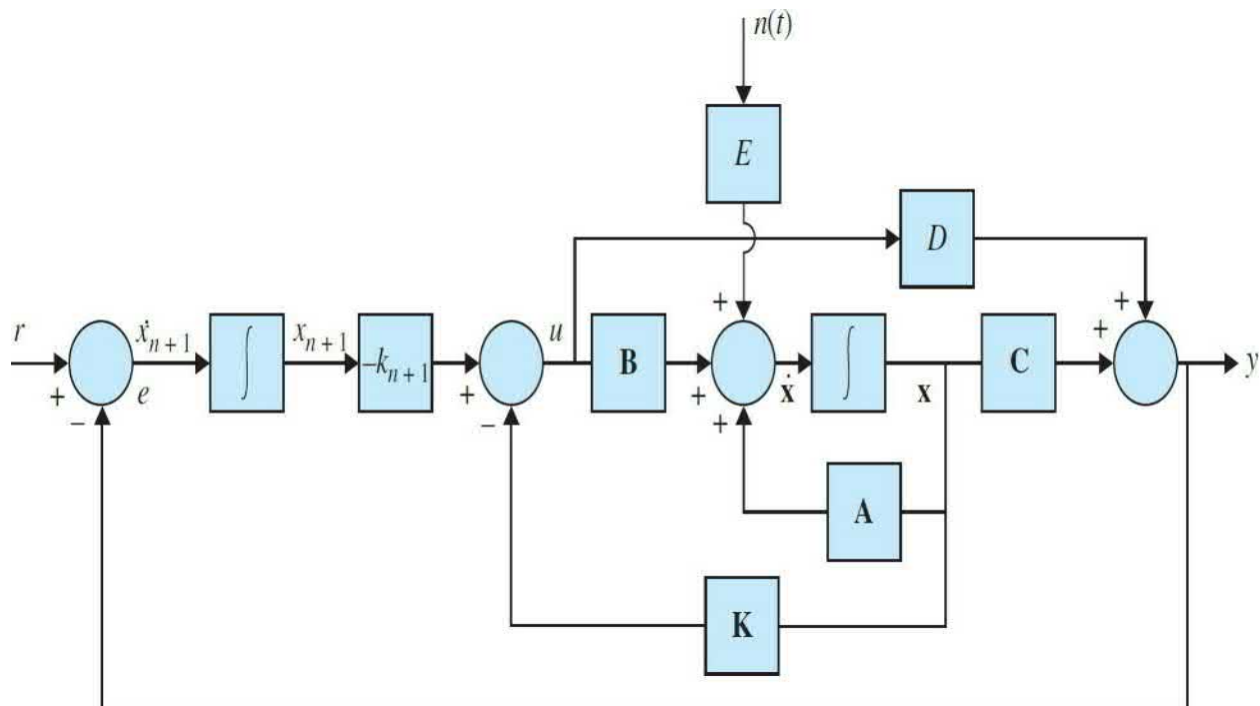 n(t)
E
D
+
+
+
r
ẋn + 1
∫
xn + 1
−kn + 1
u
B
∫
C
y
+
e
+
+
ẋ
x
−
−
+
A
K